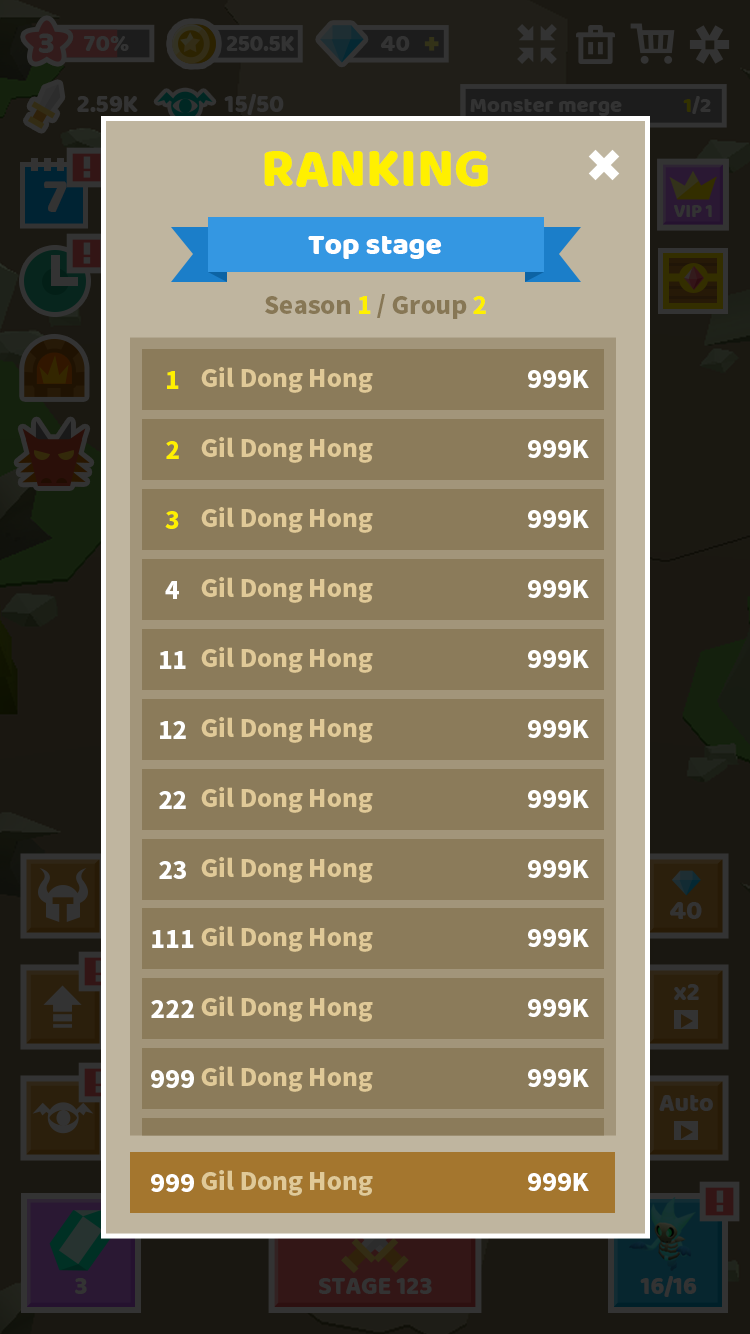 3 70% 250.5K 40 +
2.59K 15/50 Monster merge 1/2
RANKING
7
VIP 1
Top stage
Season 1 / Group 2
1 Gil Dong Hong 999K
2 Gil Dong Hong 999K
3 Gil Dong Hong 999K
4 Gil Dong Hong 999K
11 Gil Dong Hong 999K
12 Gil Dong Hong 999K
22 Gil Dong Hong 999K
23 Gil Dong Hong 999K
40
111 Gil Dong Hong 999K
x2
222 Gil Dong Hong 999K
999 Gil Dong Hong 999K
Auto
999 Gil Dong Hong 999K
3 STAGE 123 16/16